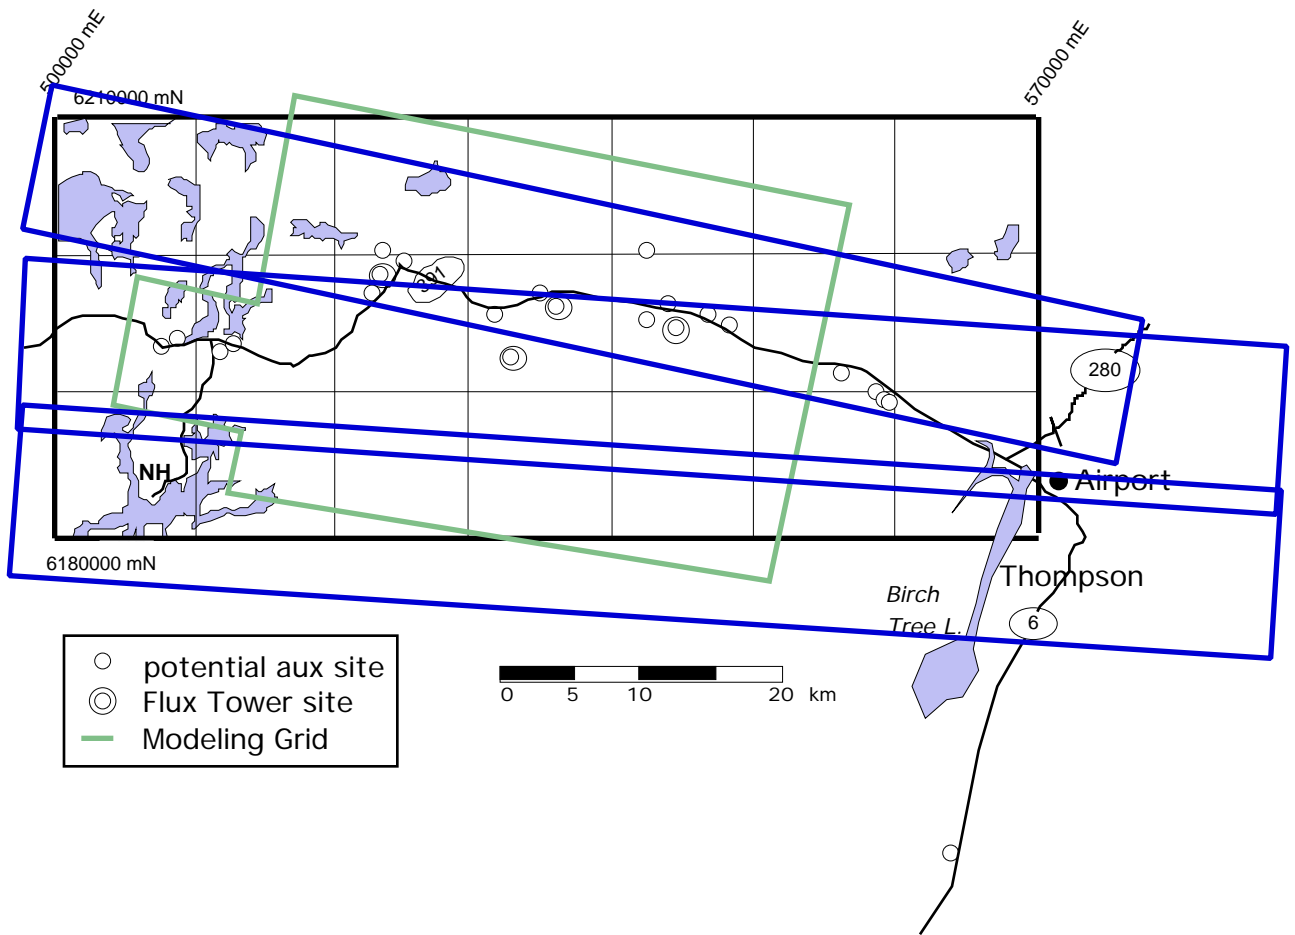 500000 mE
570000 mE
6210000 mN
391
280
NH
Airport
6180000 mN
Thompson
Birch
Tree L.
6
potential aux site
Flux Tower site
Modeling Grid
0 5 10 20 km